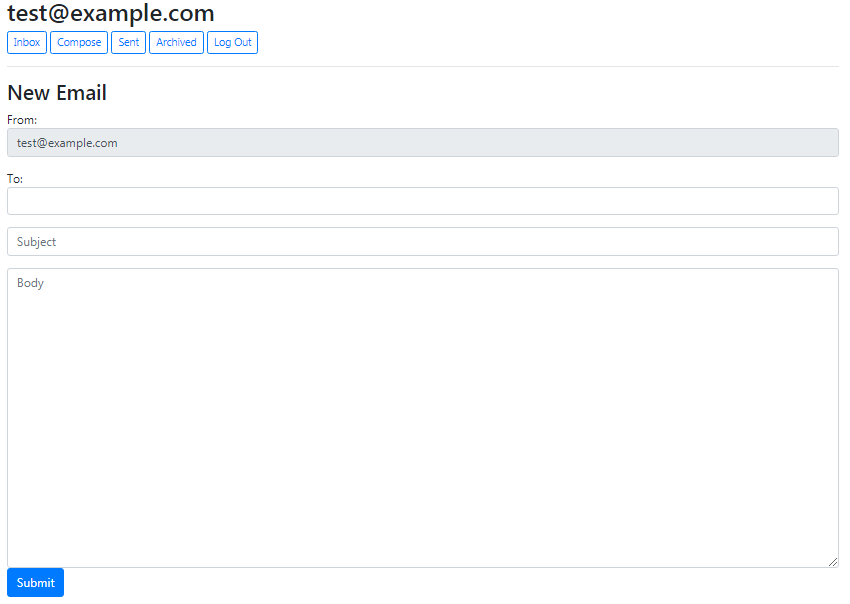 test@example.com
Inbox Compose Sent Archived Log Out
New Email
From:
test@example.com
To:
Subject
Body
Submit